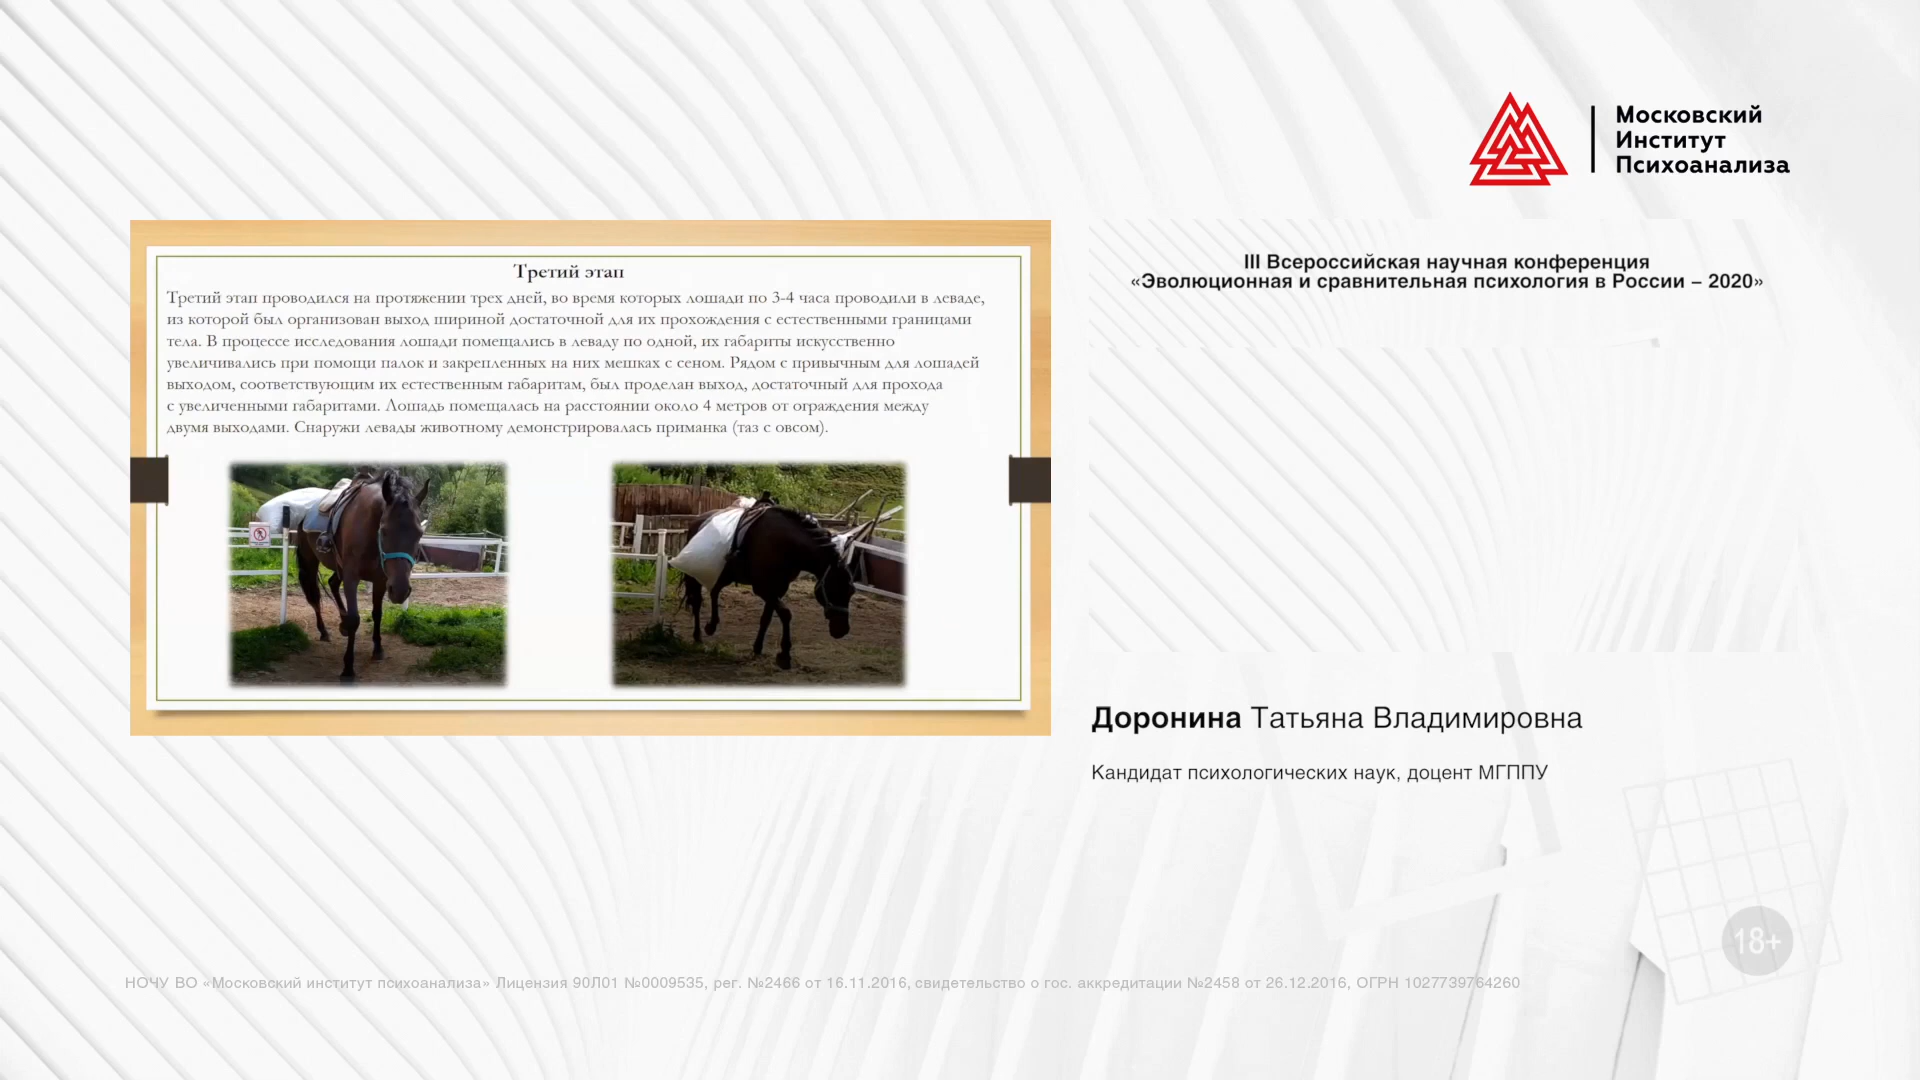 Московский
Институт
Психоанализа
Третий этап
Третий этап проводился на протяжении трех дней, во время которых лошади по 3-4 часа проводили в леваде,
из которой был организован выход шириной достаточной для их прохождения с естественными границами
тела. В процессе исследования лошади помещались в леваду по одной, их габариты искусственно
увеличивались при помощи палок и закрепленных на них мешках с сеном. Рядом с привычным для лошадей
выходом, соответствующим их естественным габаритам, был проделан выход, достаточный для прохода
с увеличенными габаритами. Лошадь помещалась на расстоянии около 4 метров от ограждения между
двумя выходами. Снаружи левады животному демонстрировалась приманка (таз с овсом).
III Всероссийская научная конференция
«Эволюционная и сравнительная психология в России – 2020»
Доронина Татьяна Владимировна
Кандидат психологических наук, доцент МГППУ
18+
НОЧУ ВО «Московский институт психоанализа» Лицензия 90Л01 №0009535, рег. №2466 от 16.11.2016, свидетельство о гос. аккредитации №2458 от 26.12.2016, ОГРН 1027739764260